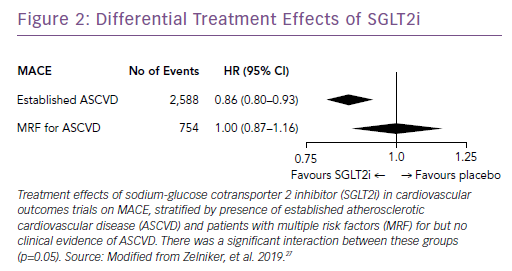 Figure 2: Differential Treatment Effects of SGLT2i
MACE No of Events HR (95% CI)
Established ASCVD 2,588 0.86 (0.80–0.93)
MRF for ASCVD 754 1.00 (0.87–1.16)
0.75 1.0 1.25
Favours SGLT2i ← → Favours placebo
Treatment effects of sodium-glucose cotransporter 2 inhibitor (SGLT2i) in cardiovascular
outcomes trials on MACE, stratified by presence of established atherosclerotic
cardiovascular disease (ASCVD) and patients with multiple risk factors (MRF) for but no
clinical evidence of ASCVD. There was a significant interaction between these groups
(p=0.05). Source: Modified from Zelniker, et al. 2019.27